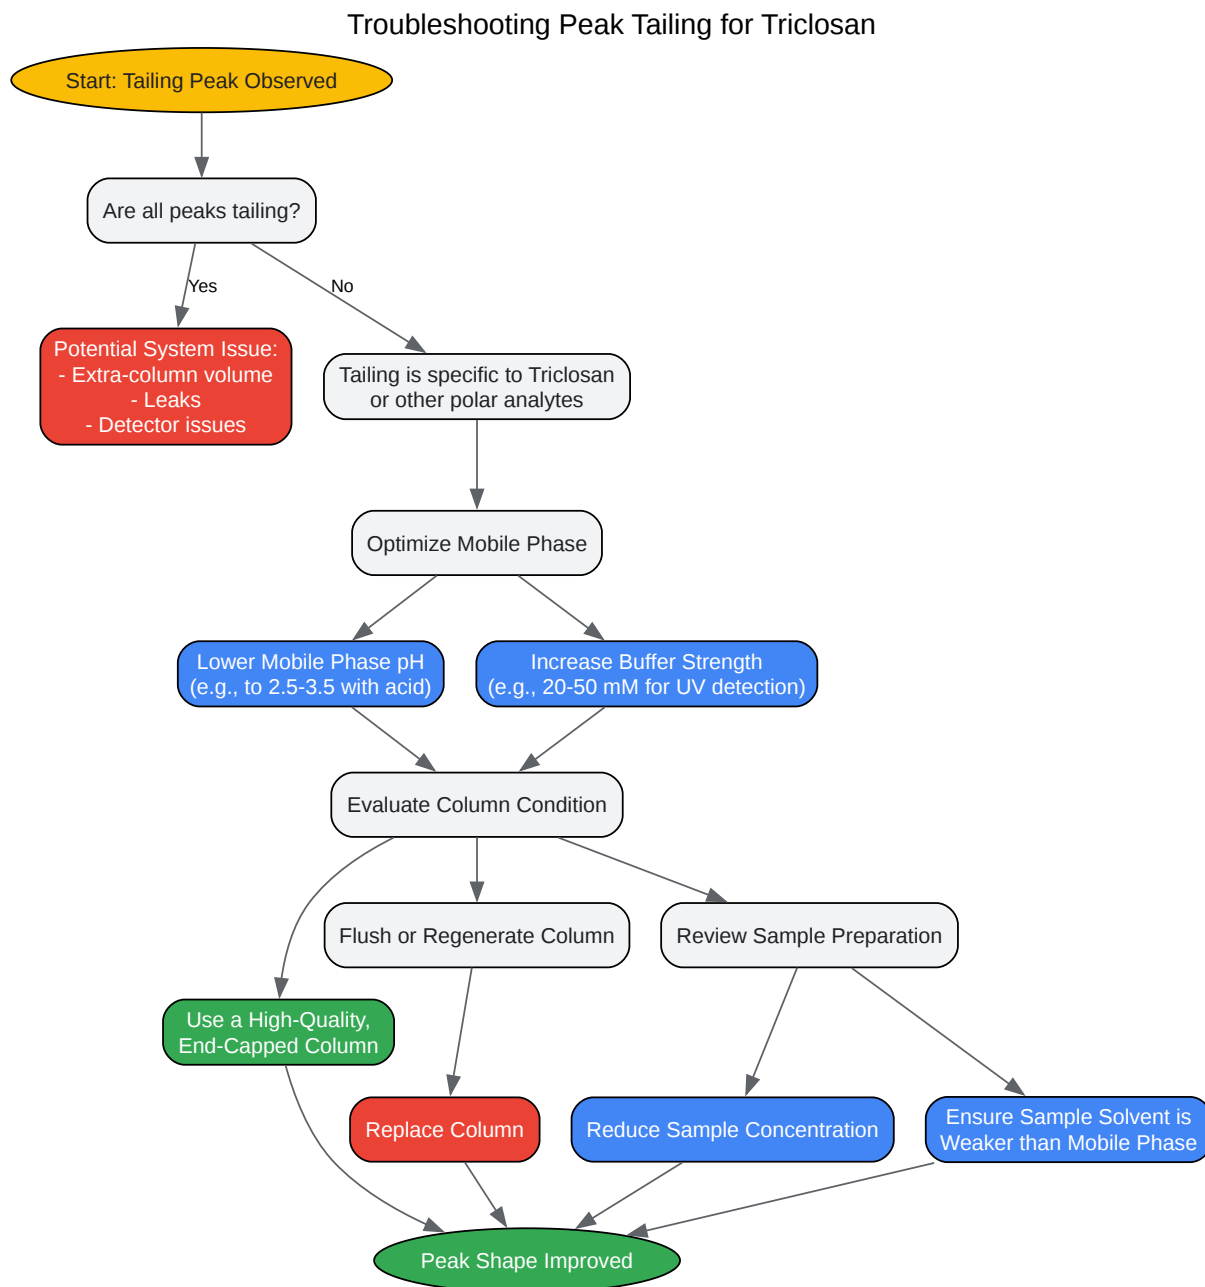 Troubleshooting Peak Tailing for Triclosan
Start: Tailing Peak Observed
Are all peaks tailing?
Yes
No
Potential System Issue:
- Extra-column volume
- Leaks
- Detector issues
Tailing is specific to Triclosan
or other polar analytes
Optimize Mobile Phase
Lower Mobile Phase pH
(e.g., to 2.5-3.5 with acid)
Increase Buffer Strength
(e.g., 20-50 mM for UV detection)
Evaluate Column Condition
Flush or Regenerate Column
Review Sample Preparation
Use a High-Quality,
End-Capped Column
Replace Column
Reduce Sample Concentration
Ensure Sample Solvent is
Weaker than Mobile Phase
Peak Shape Improved